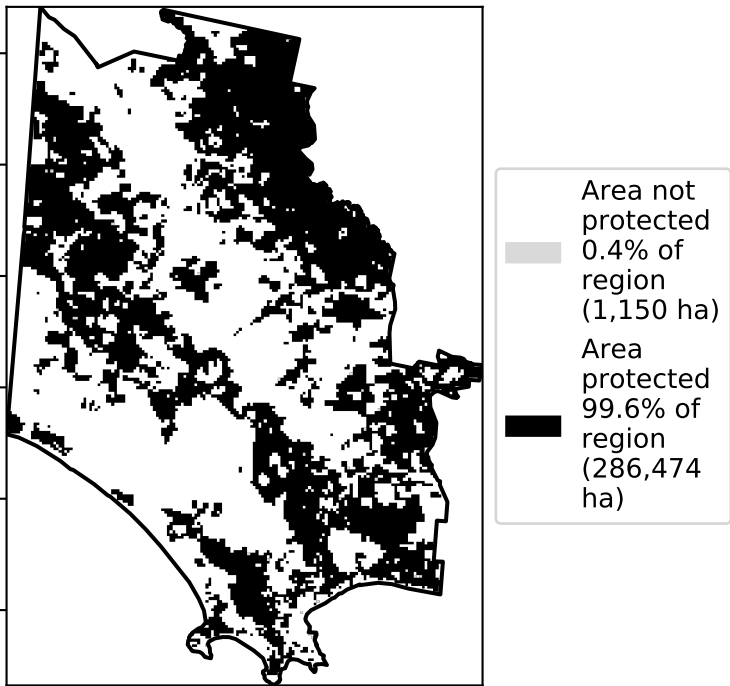 Area not
protected
0.4% of
region
(1,150 ha)
Area
protected
99.6% of
region
(286,474
ha)